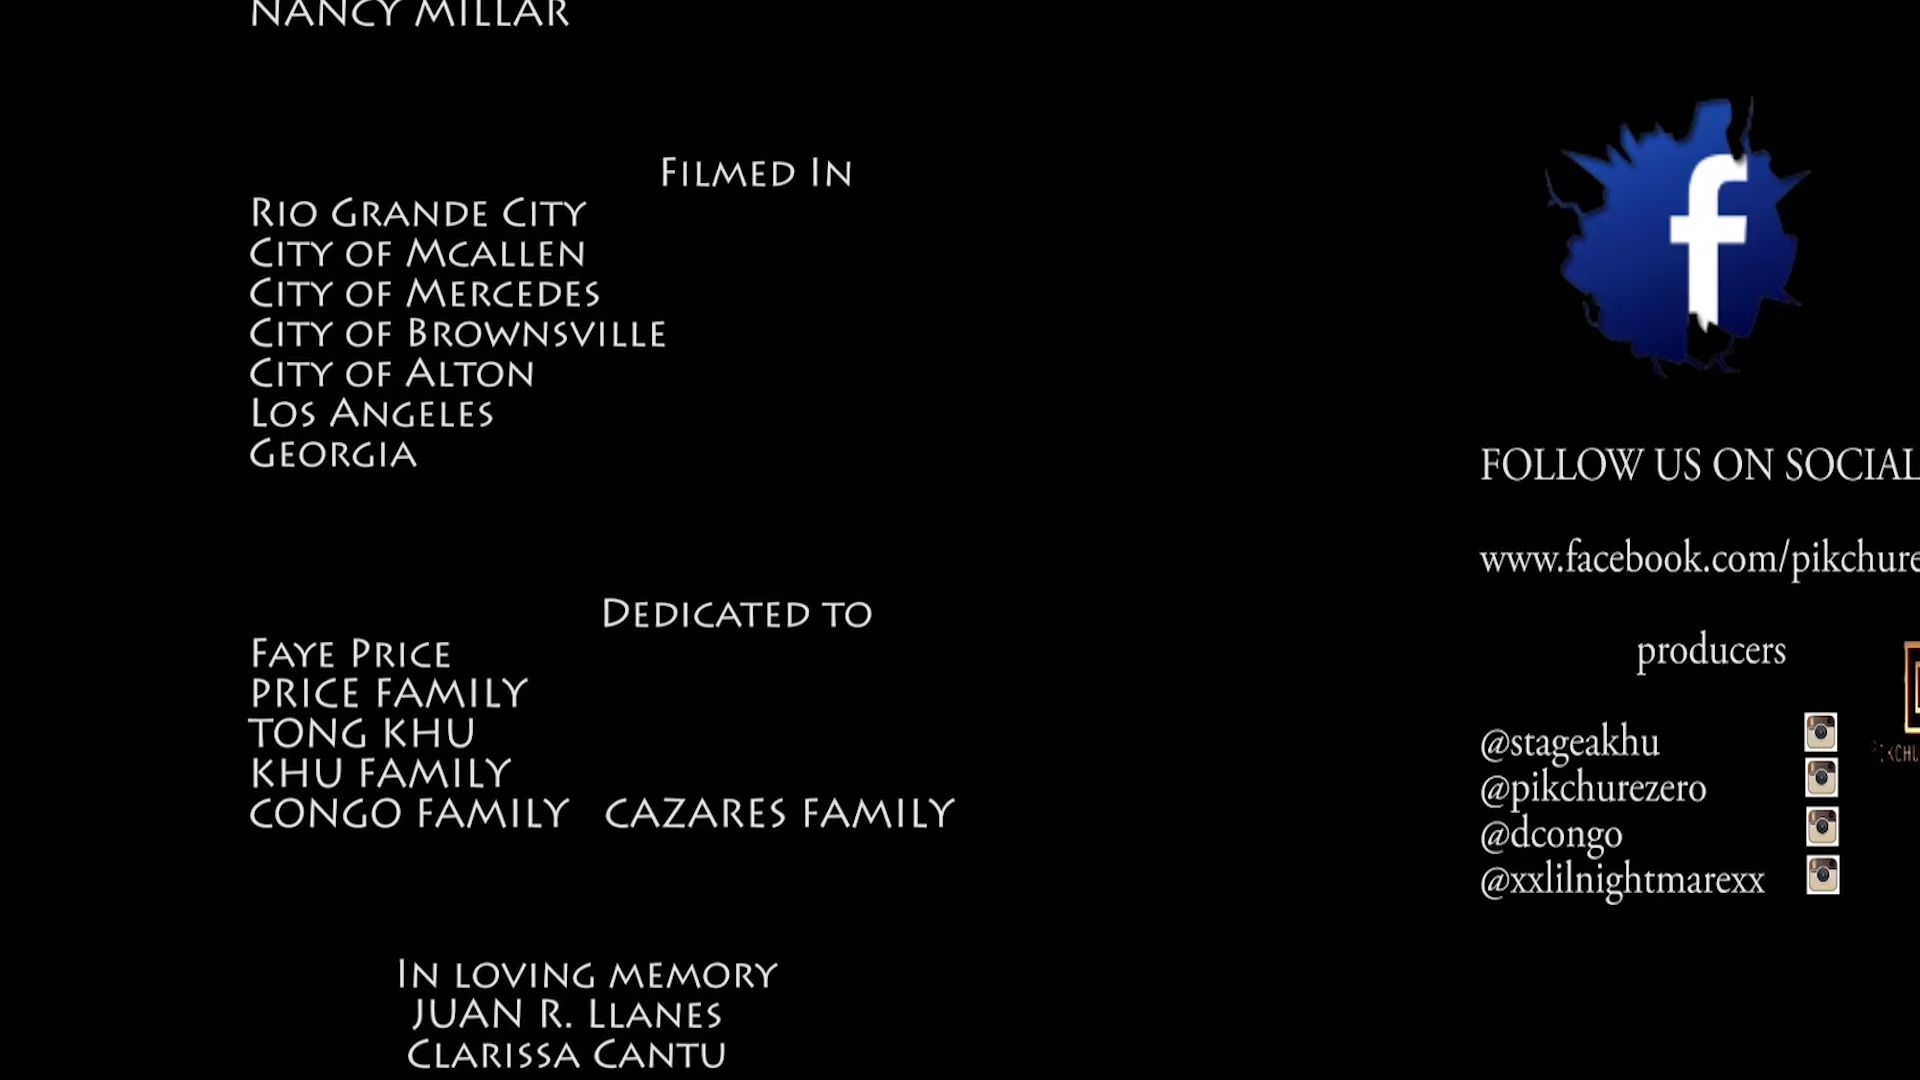 NANCY MILLAR
FILMED IN
RIO GRANDE CITY
CITY OF MCALLEN
CITY OF MERCEDES
CITY OF BROWNSVILLE
CITY OF ALTON
LOS ANGELES
GEORGIA
DEDICATED TO
FAYE PRICE
PRICE FAMILY
TONG KHU
KHU FAMILY
CONGO FAMILY CAZARES FAMILY
IN LOVING MEMORY
JUAN R. LLANES
CLARISSA CANTU
f
FOLLOW US ON SOCIAL
www.facebook.com/pikchure
producers
@stageakhu
@pikchurezero
@dcongo
@xxlilnightmarexx